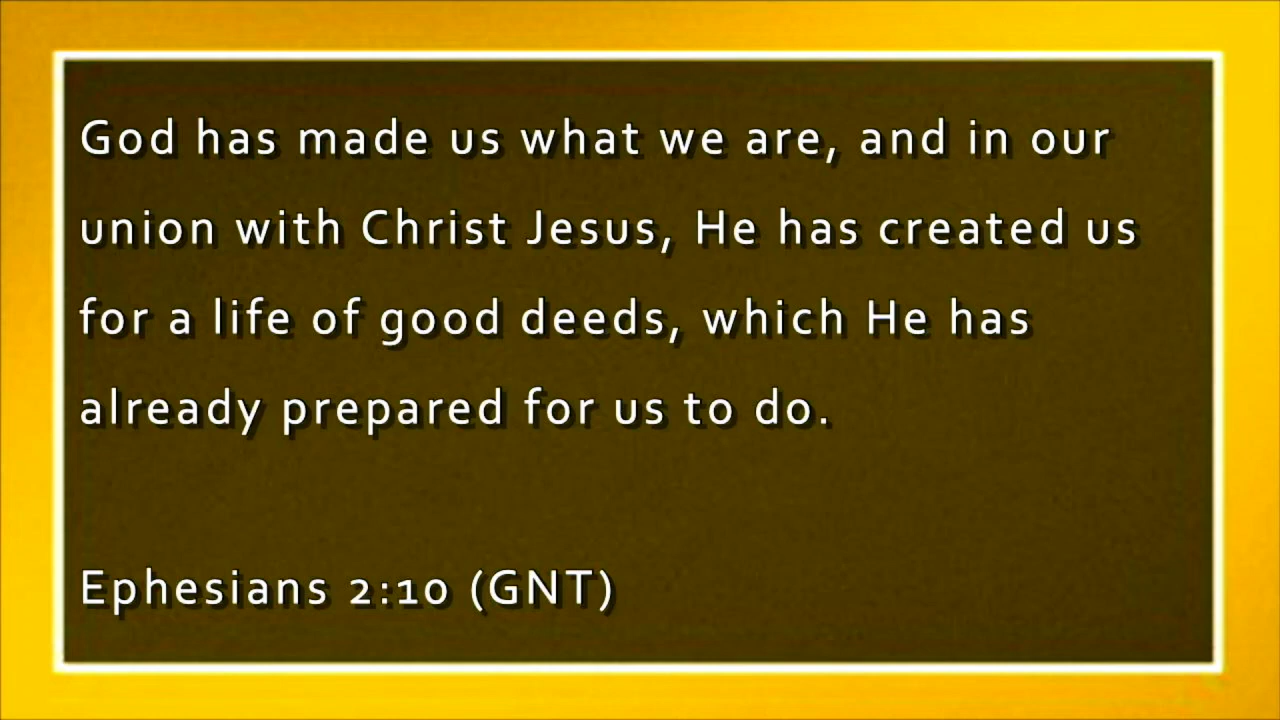 God has made us what we are, and in our
union with Christ Jesus, He has created us
for a life of good deeds, which He has
already prepared for us to do.
Ephesians 2:10 (GNT)